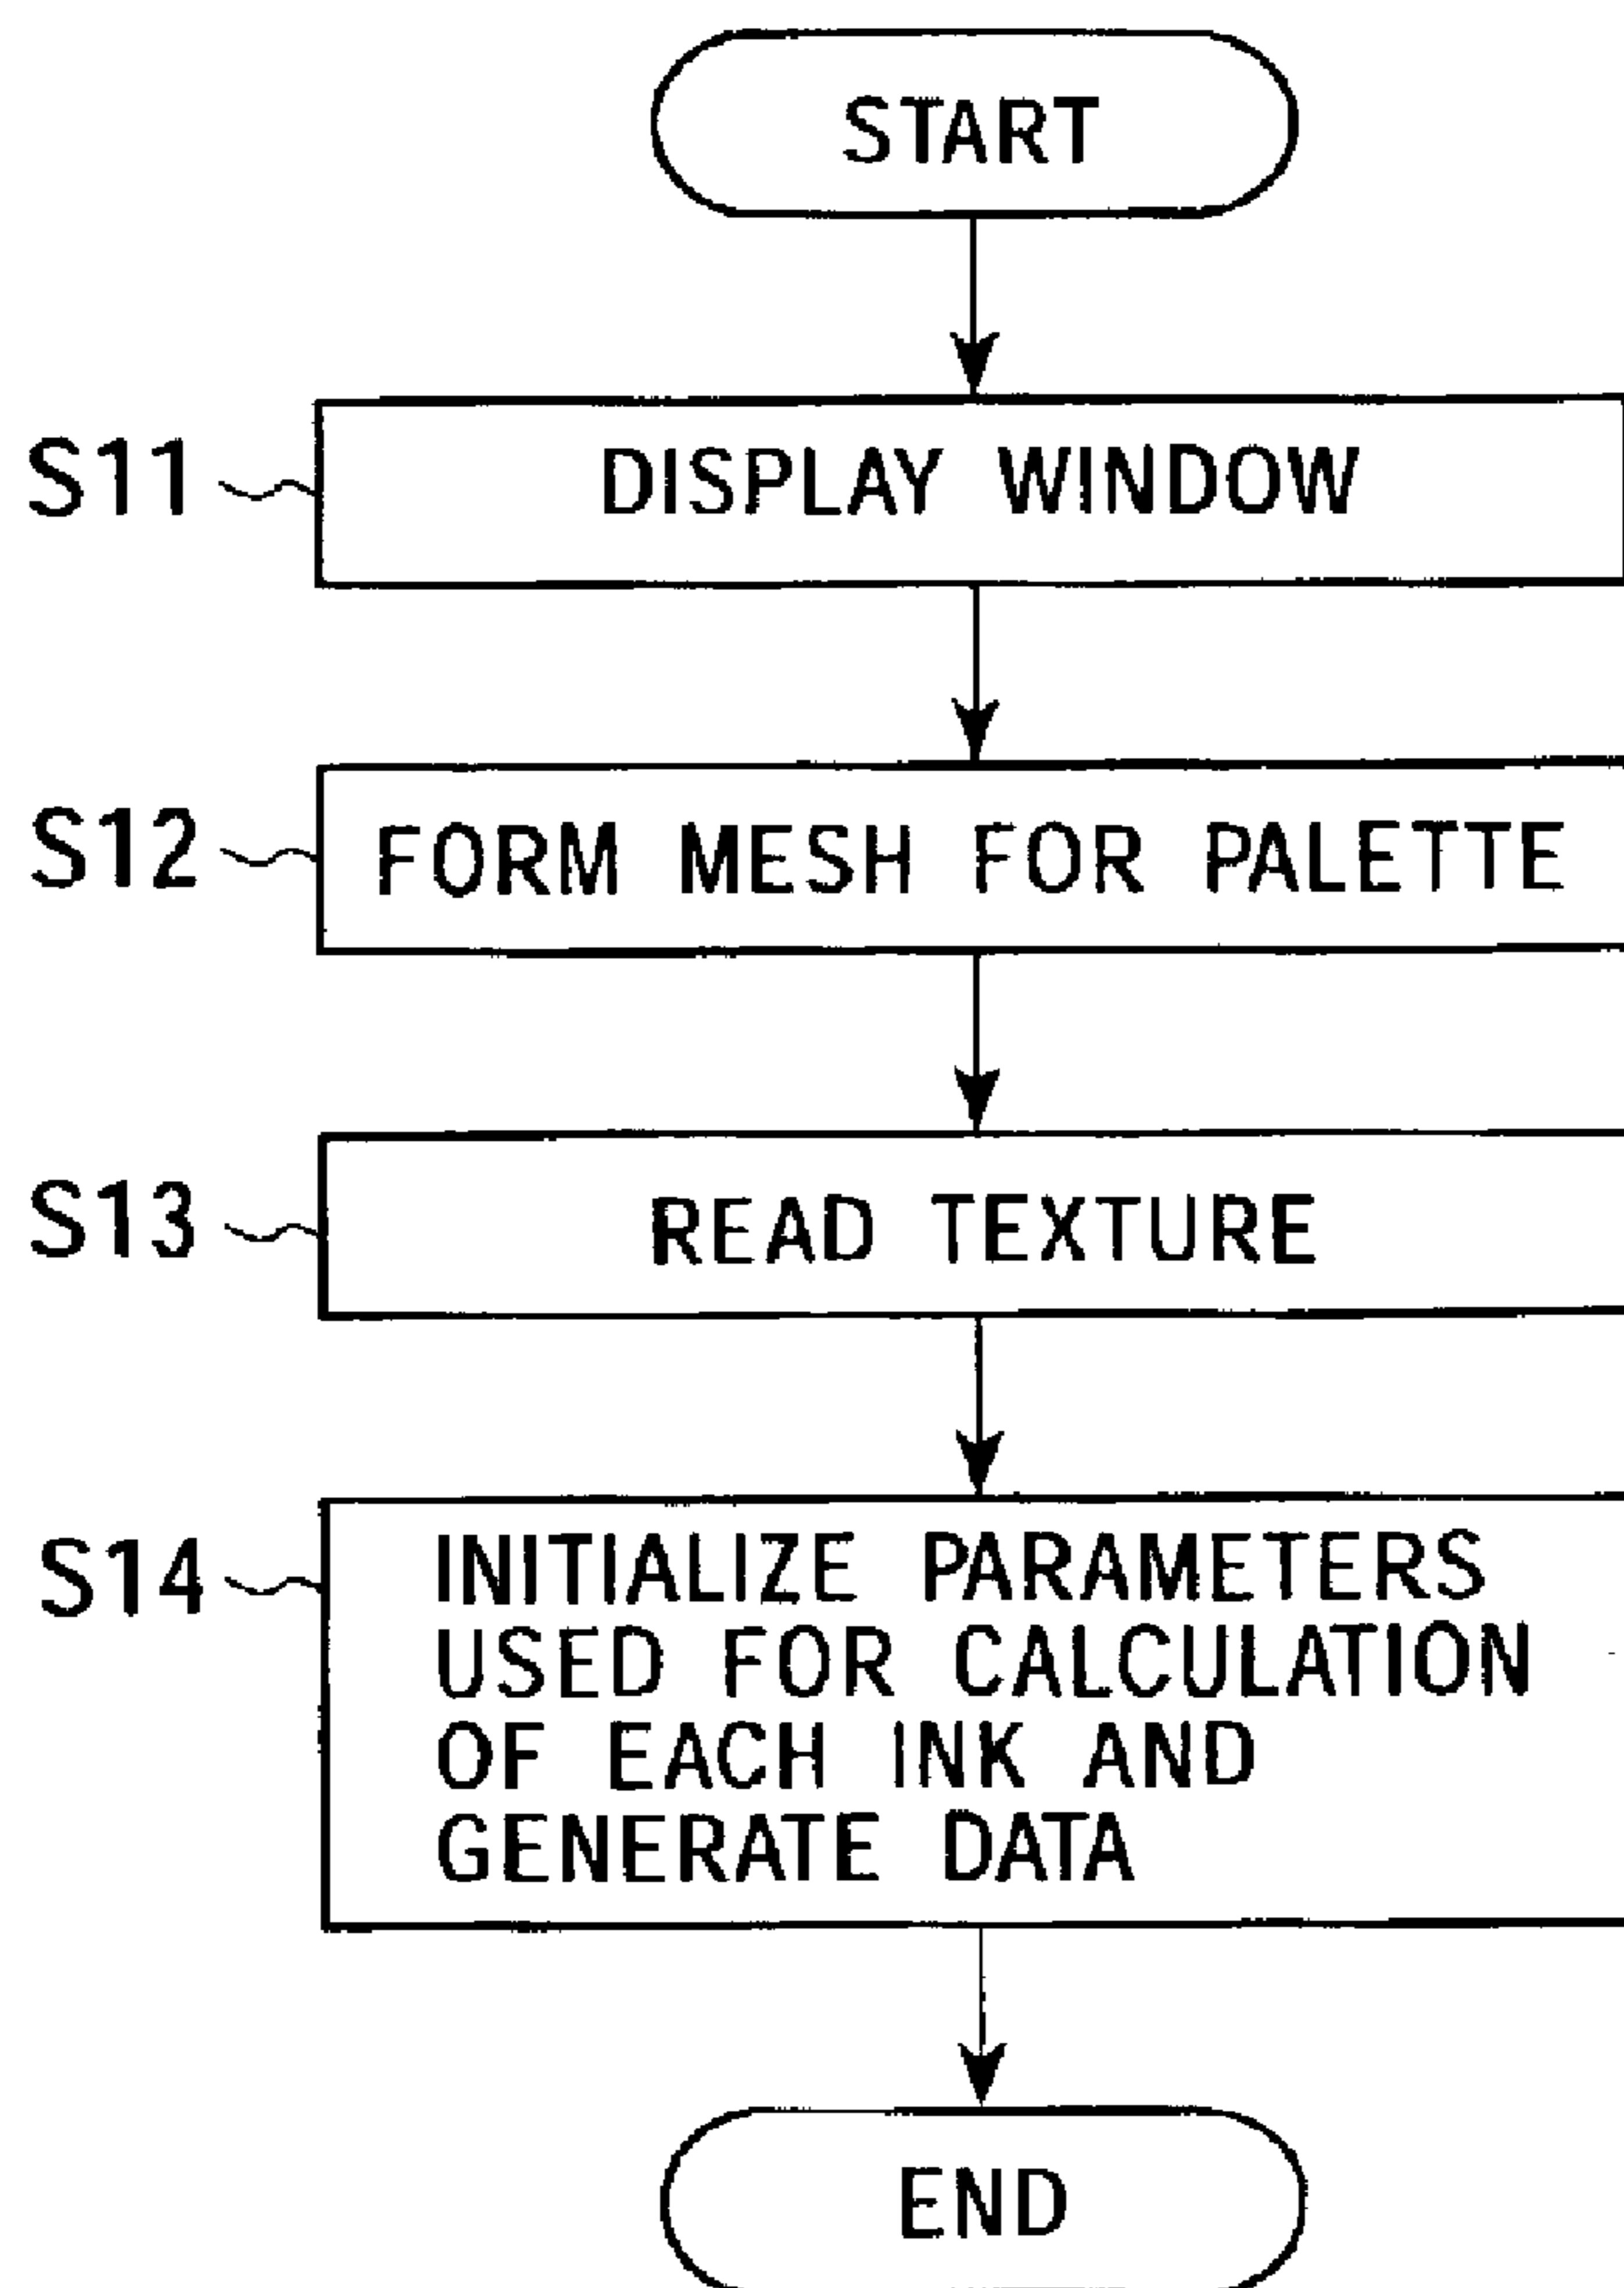 START
S11
DISPLAY WINDOW
S12
FORM MESH FOR PALETTE
S13
READ TEXTURE
S14
INITIALIZE PARAMETERS
USED FOR CALCULATION
OF EACH INK AND
GENERATE DATA
END